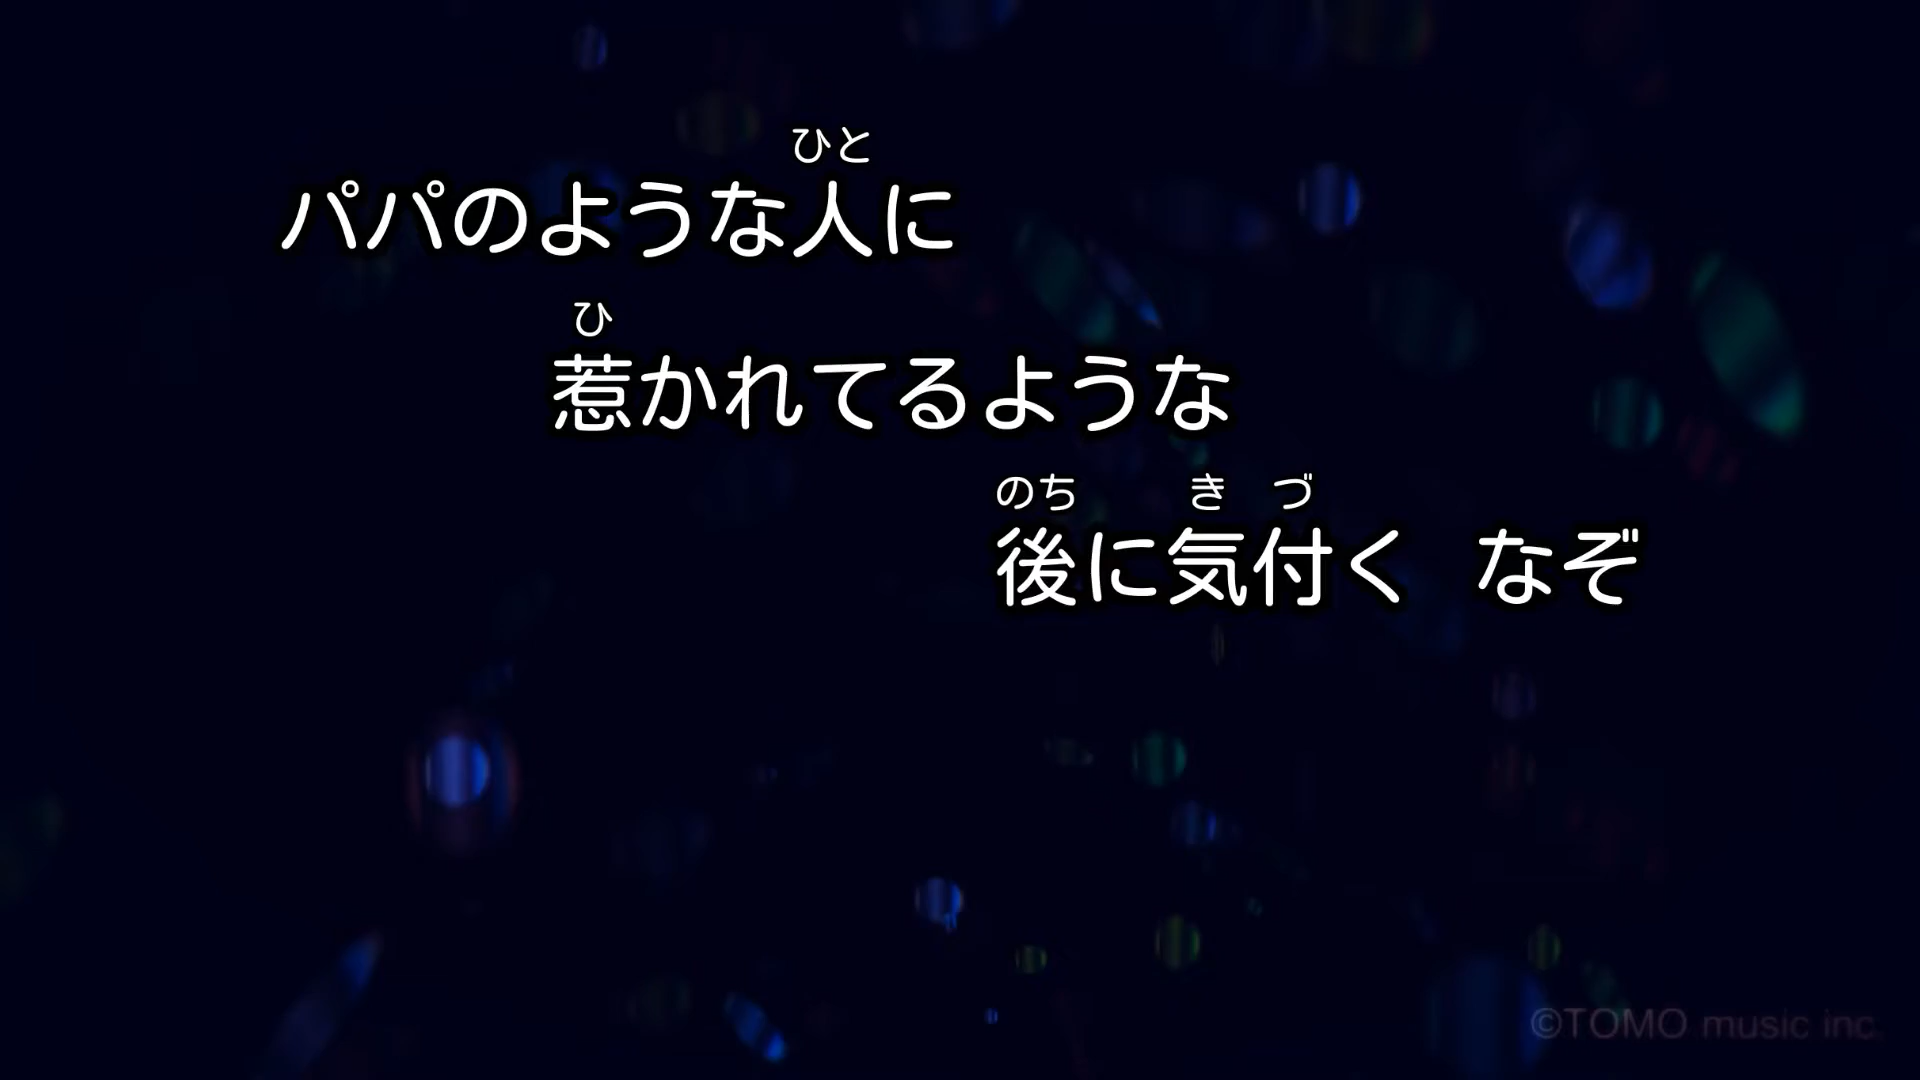 ひと
パパのような人に
ひ
惹かれてるような
のち き づ
後に気付く なぞ
©TOMO music inc.